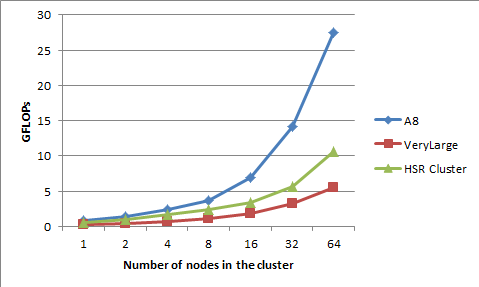 30
25
20
15
10
5
0
GFLOPs
1 2 4 8 16 32 64
Number of nodes in the cluster
A8
VeryLarge
HSR Cluster